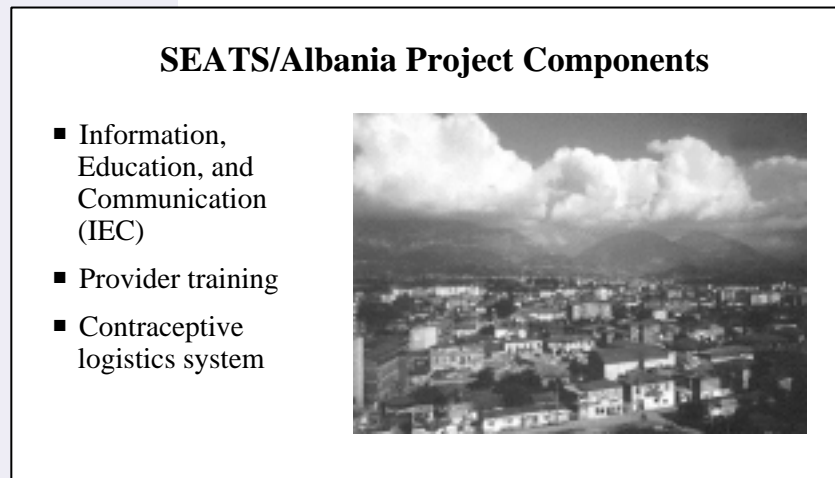 SEATS/Albania Project Components
■ Information,
Education, and
Communication
(IEC)
■ Provider training
■ Contraceptive
logistics system